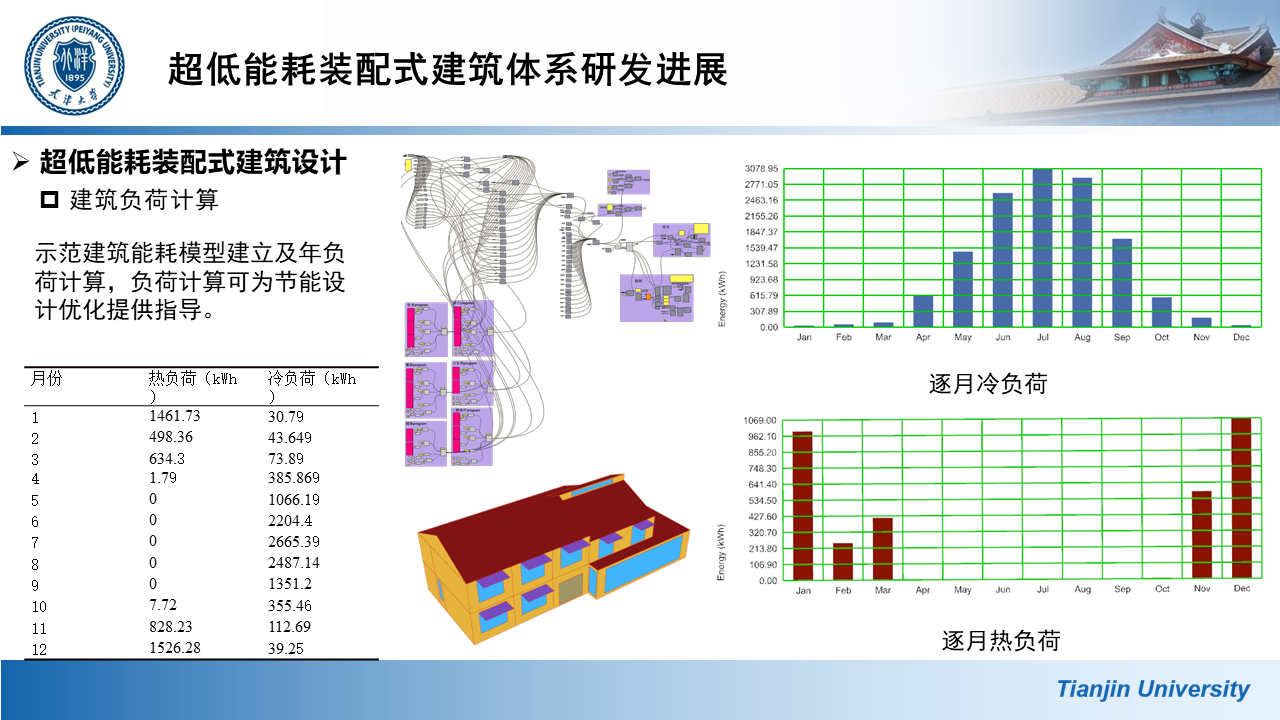 TIANJIN UNIVERSITY (PEIYANG UNIVERSITY)
北洋
1895
天津大学
超低能耗装配式建筑体系研发进展
超低能耗装配式建筑设计
建筑负荷计算
示范建筑能耗模型建立及年负
荷计算，负荷计算可为节能设
计优化提供指导。
月份 热负荷（kWh） 冷负荷（kWh）
1 1461.73 30.79
2 498.36 43.649
3 634.3 73.89
4 1.79 385.869
5 0 1066.19
6 0 2204.4
7 0 2665.39
8 0 2487.14
9 0 1351.2
10 7.72 355.46
11 828.23 112.69
12 1526.28 39.25
Energy (kWh)
3078.95
2771.05
2463.16
2155.26
1847.37
1539.47
1231.58
923.68
615.79
307.89
0.00
Jan Feb Mar Apr May Jun Jul Aug Sep Oct Nov Dec
逐月冷负荷
Energy (kWh)
1069.00
962.10
855.20
748.30
641.40
534.50
427.60
320.70
213.80
106.90
0.00
Jan Feb Mar Apr May Jun Jul Aug Sep Oct Nov Dec
逐月热负荷
Tianjin University